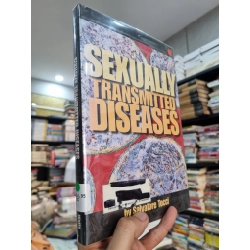 SEXUALLY
TRANSMITTED
DISEASES
by Salvatore Tocci